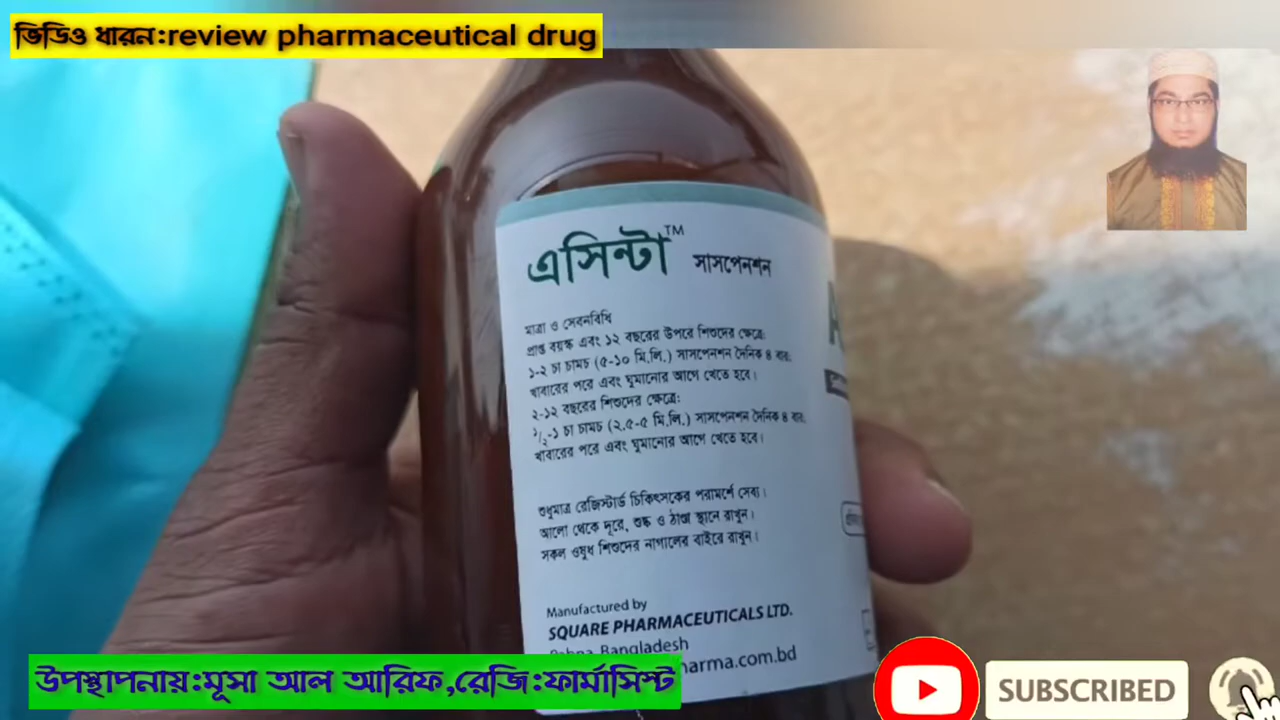 ভিডিও ধারন:review pharmaceutical drug
এসিন্টা™ সাসপেনশন
মাত্রা ও সেবনবিধি
প্রাপ্ত বয়স্ক এবং ১২ বছরের উপরে শিশুদের ক্ষেত্রে:
১-২ চা চামচ (৫-১০ মি.লি.) সাসপেনশন দৈনিক ৪ বার:
খাবারের পরে এবং ঘুমানোর আগে খেতে হবে।
২-১২ বছরের শিশুদের ক্ষেত্রে:
১/২-১ চা চামচ (২.৫-৫ মি.লি.) সাসপেনশন দৈনিক ৪ বার:
খাবারের পরে এবং ঘুমানোর আগে খেতে হবে।
শুধুমাত্র রেজিস্টার্ড চিকিৎসকের পরামর্শে সেব্য।
আলো থেকে দূরে, শুষ্ক ও ঠাণ্ডা স্থানে রাখুন।
সকল ওষুধ শিশুদের নাগালের বাইরে রাখুন।
Manufactured by
SQUARE PHARMACEUTICALS LTD.
Pabna, Bangladesh
harma.com.bd
উপস্থাপনায়:মূসা আল আরিফ,রেজি:ফার্মাসিস্ট
SUBSCRIBED